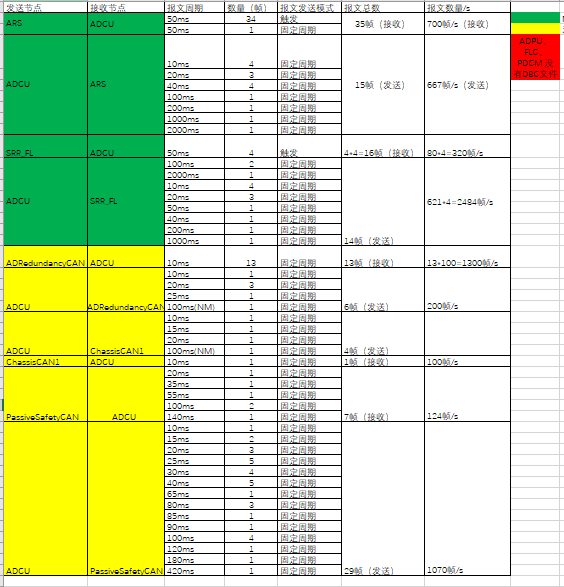 发送节点 接收节点 报文周期 数量（帧） 报文发送模式 报文总数 报文数量/s
ARS ADCU 50ms 34 触发 35帧（接收） 700帧/s（接收）
50ms 1 固定周期
ADCU ARS 10ms 4 固定周期 15帧（发送） 667帧/s（发送）
20ms 3 固定周期
40ms 4 固定周期
100ms 1 固定周期
200ms 1 固定周期
1000ms 1 固定周期
2000ms 1 固定周期
SRR_FL ADCU 50ms 4 触发 4*4=16帧（接收） 80*4=320帧/s
ADCU SRR_FL 100ms 2 固定周期 14帧（发送） 621*4=2484帧/s
2000ms 1 固定周期
10ms 4 固定周期
20ms 3 固定周期
50ms 1 固定周期
40ms 1 固定周期
200ms 1 固定周期
1000ms 1 固定周期
ADRedundancyCAN ADCU 10ms 13 固定周期 13帧（接收） 13*100=1300帧/s
ADCU ADRedundancyCAN 10ms 1 固定周期 6帧（发送） 200帧/s
20ms 3 固定周期
25ms 1 固定周期
100ms(NM) 1 固定周期
ADCU ChassisCAN1 10ms 1 固定周期 4帧（发送）
15ms 1 固定周期
20ms 1 固定周期
100ms(NM) 1 固定周期
ChassisCAN1 ADCU 10ms 1 固定周期 1帧（接收） 100帧/s
PassiveSafetyCAN ADCU 20ms 1 固定周期 7帧（接收） 124帧/s
35ms 1 固定周期
55ms 1 固定周期
100ms 2 固定周期
140ms 1 固定周期
ADCU PassiveSafetyCAN 10ms 1 固定周期 29帧（发送） 1070帧/s
15ms 2 固定周期
20ms 3 固定周期
25ms 5 固定周期
30ms 4 固定周期
40ms 5 固定周期
65ms 1 固定周期
80ms 3 固定周期
85ms 1 固定周期
90ms 1 固定周期
100ms 4 固定周期
120ms 1 固定周期
180ms 1 固定周期
420ms 1 固定周期
ADPU、
FLC、
PDCM 没
有DBC文件